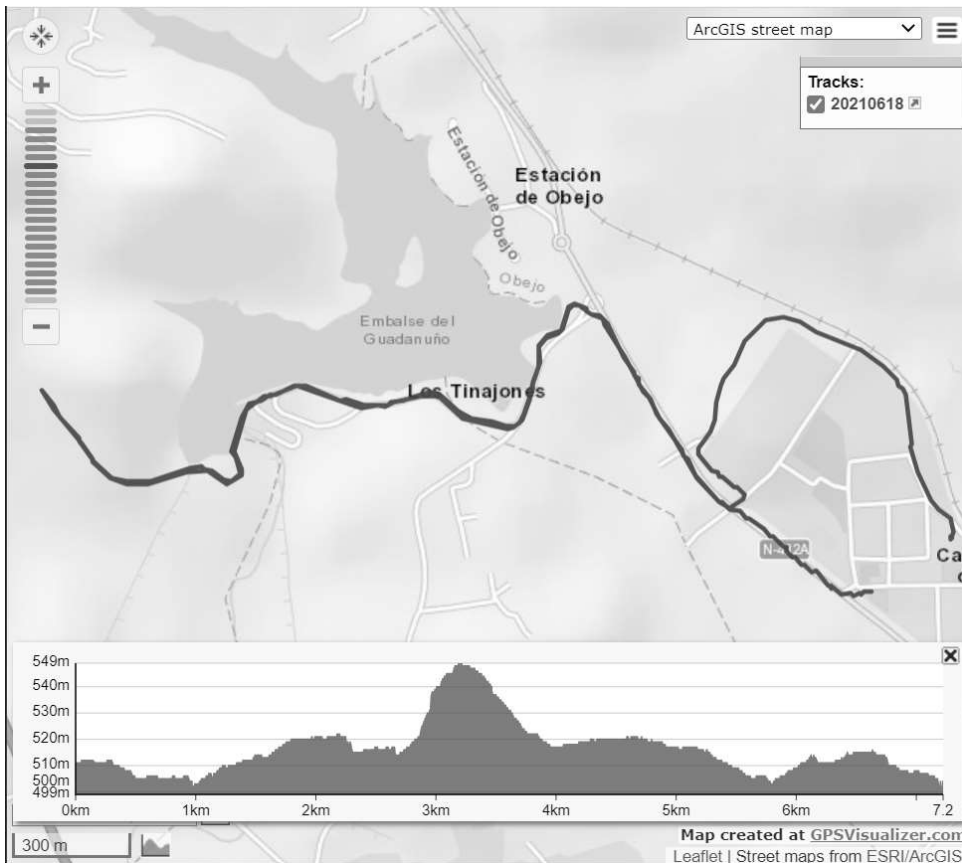 ArcGIS street map
Tracks:
20210618
Estación
de Obejo
Estación de Obejo
Obejo
Embalse del
Guadanuño
Los Tinajones
N-432A
Ca
549m
540m
530m
520m
510m
500m
499m
0km 1km 2km 3km 4km 5km 6km 7.2
300 m
Map created at GPSVisualizer.com
Leaflet | Street maps from ESRI/ArcGIS